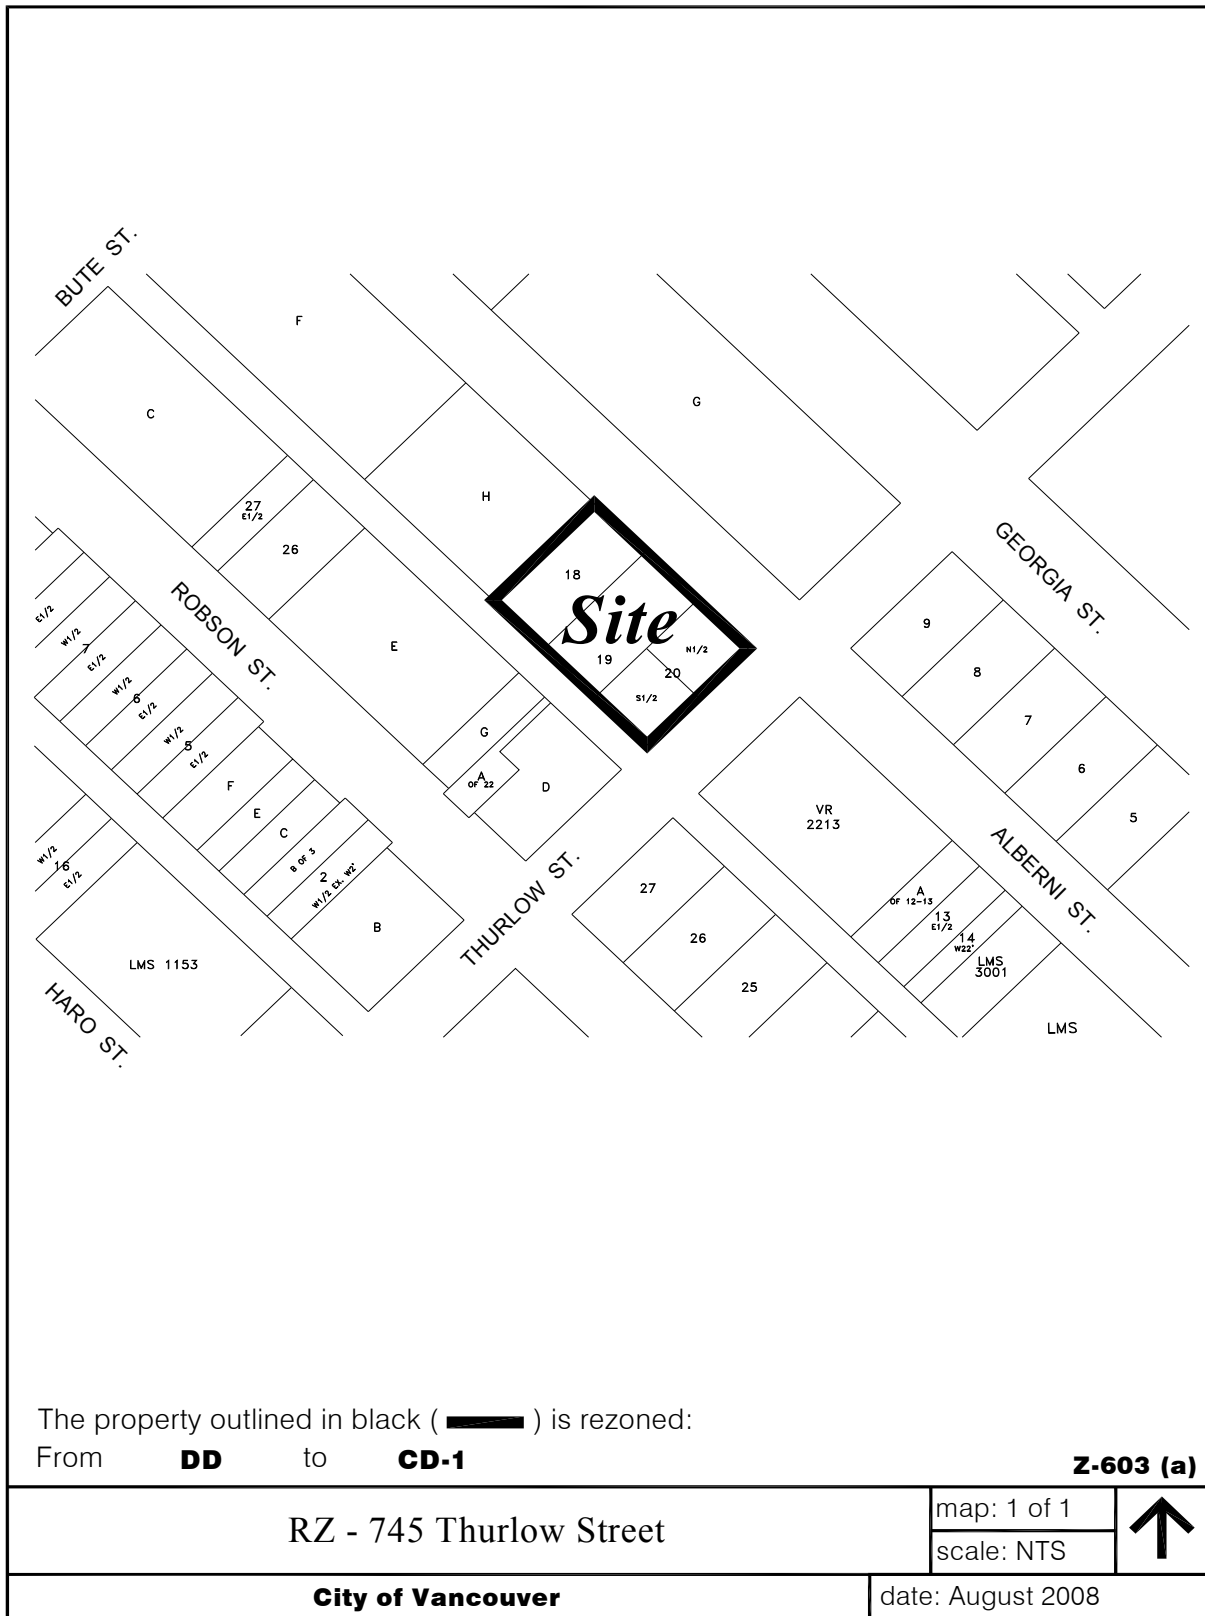 BUTE ST.
F
C
G
H
27
E1/2
26
GEORGIA ST.
18
Site
19
N1/2
20
S1/2
ROBSON ST.
E
9
8
7
6
5
E1/2
W1/2
7
E1/2
W1/2
6
E1/2
W1/2
5
E1/2
G
A
OF 22
D
F
E
C
B OF 3
2
W1/2 EX. W2'
B
VR
2213
ALBERNI ST.
W1/2
16
E1/2
LMS 1153
THURLOW ST.
27
26
25
A
OF 12-13
13
E1/2
14
W22'
LMS
3001
LMS
HARO ST.
The property outlined in black ( ) is rezoned:
From DD to CD-1
Z-603 (a)
RZ - 745 Thurlow Street
map: 1 of 1
scale: NTS
City of Vancouver
date: August 2008